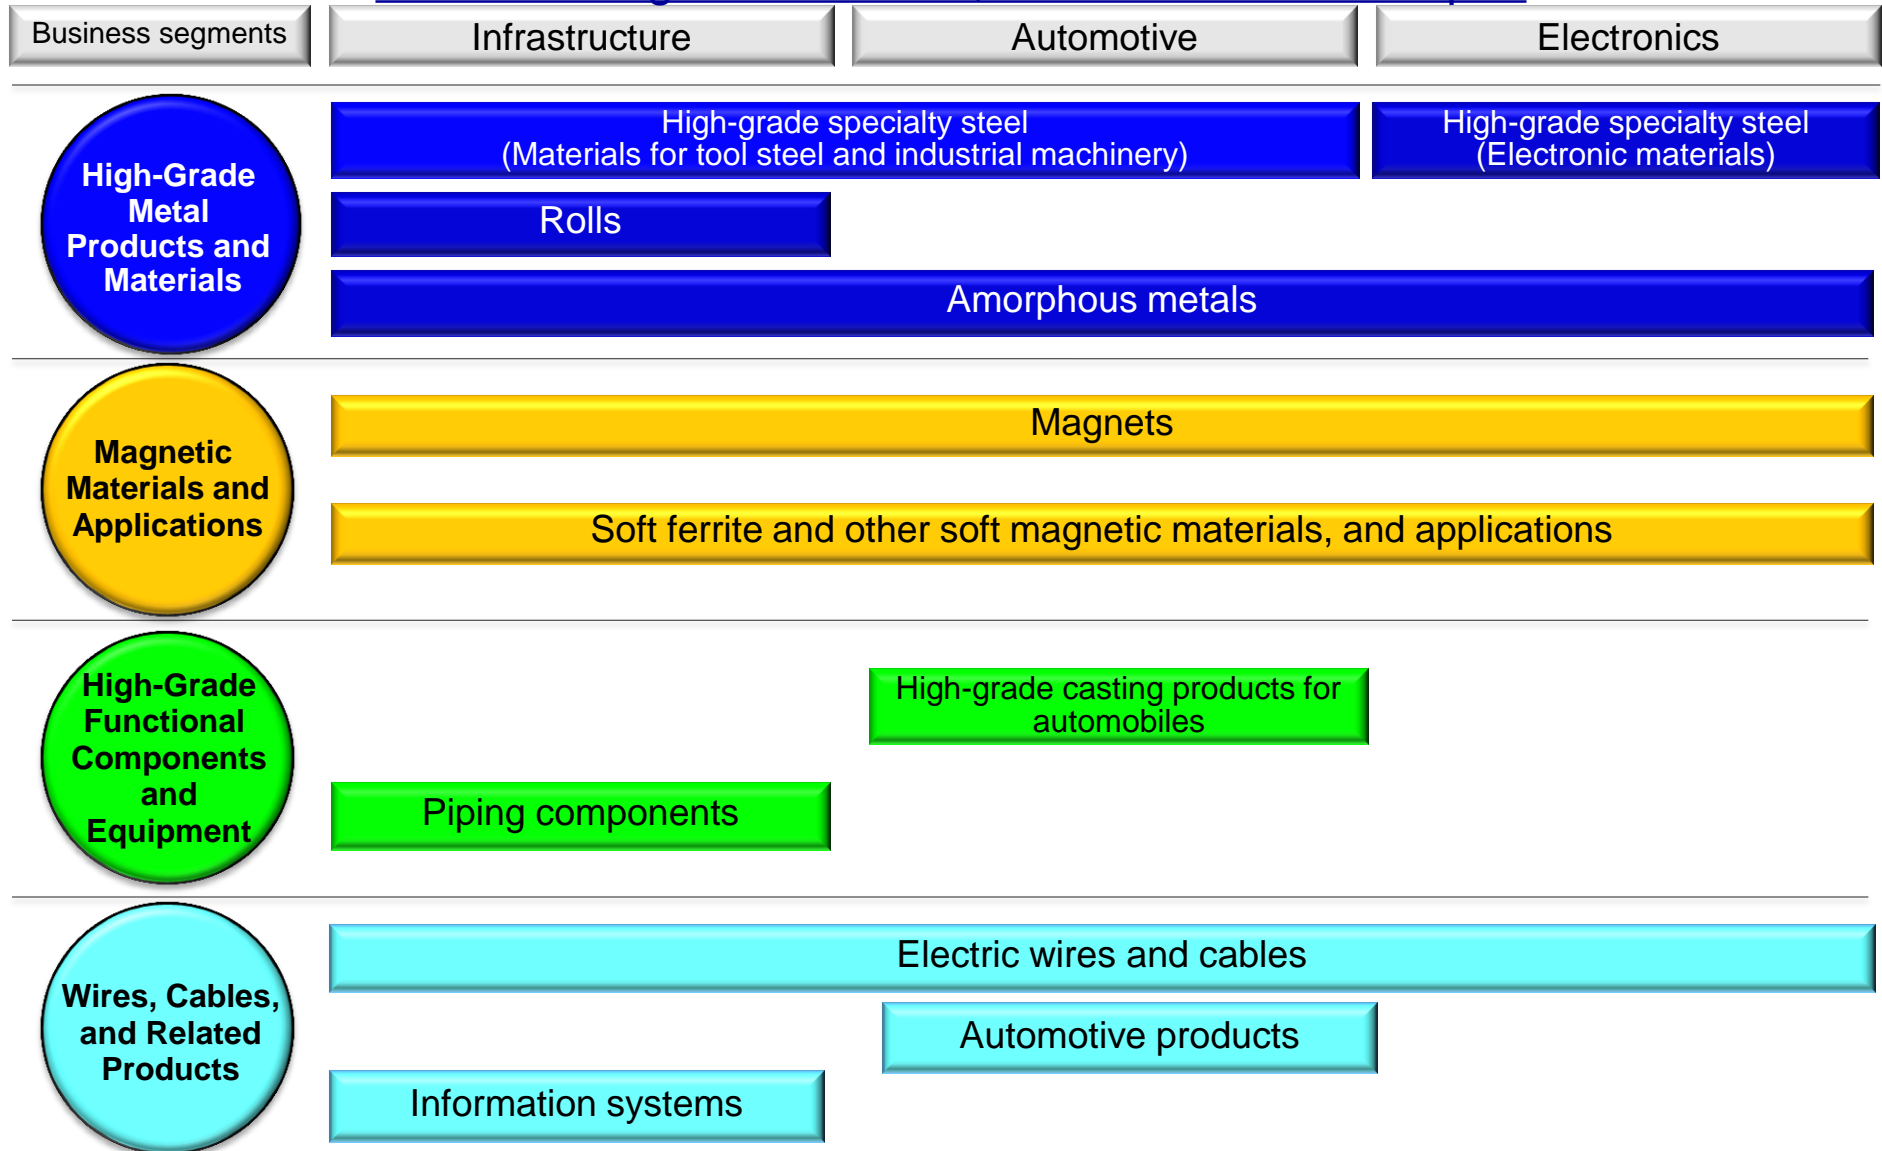 Business segments
Infrastructure
Automotive
Electronics
High-Grade
Metal
Products and
Materials
High-grade specialty steel
(Materials for tool steel and industrial machinery)
High-grade specialty steel
(Electronic materials)
Rolls
Amorphous metals
Magnetic
Materials and
Applications
Magnets
Soft ferrite and other soft magnetic materials, and applications
High-Grade
Functional
Components
and
Equipment
High-grade casting products for
automobiles
Piping components
Wires, Cables,
and Related
Products
Electric wires and cables
Automotive products
Information systems